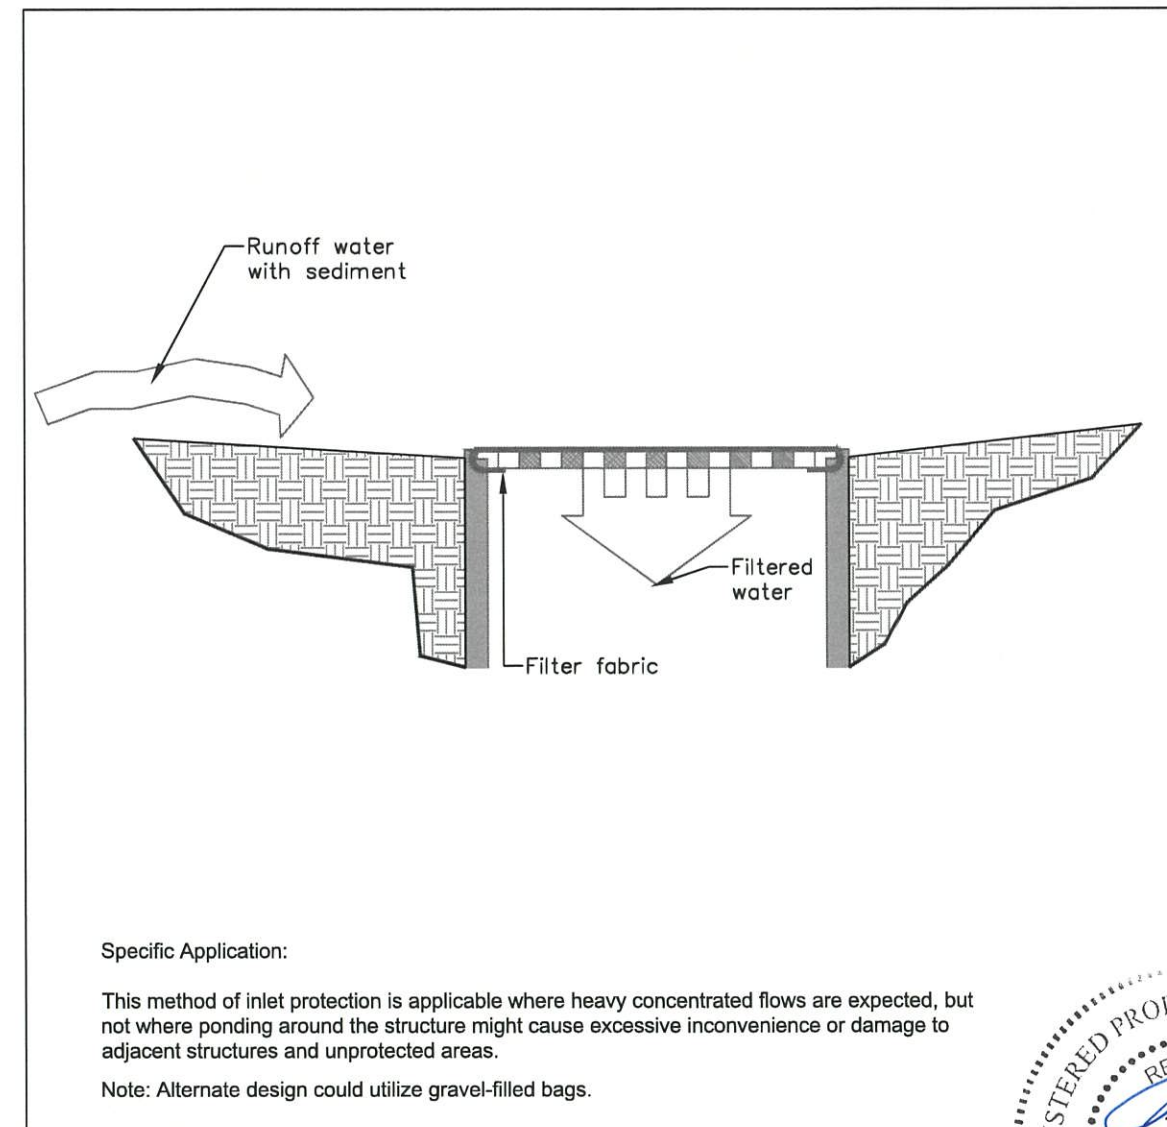 Runoff water
with sediment
Filtered
water
Filter fabric
Specific Application:
This method of inlet protection is applicable where heavy concentrated flows are expected, but
not where ponding around the structure might cause excessive inconvenience or damage to
adjacent structures and unprotected areas.
Note: Alternate design could utilize gravel-filled bags.